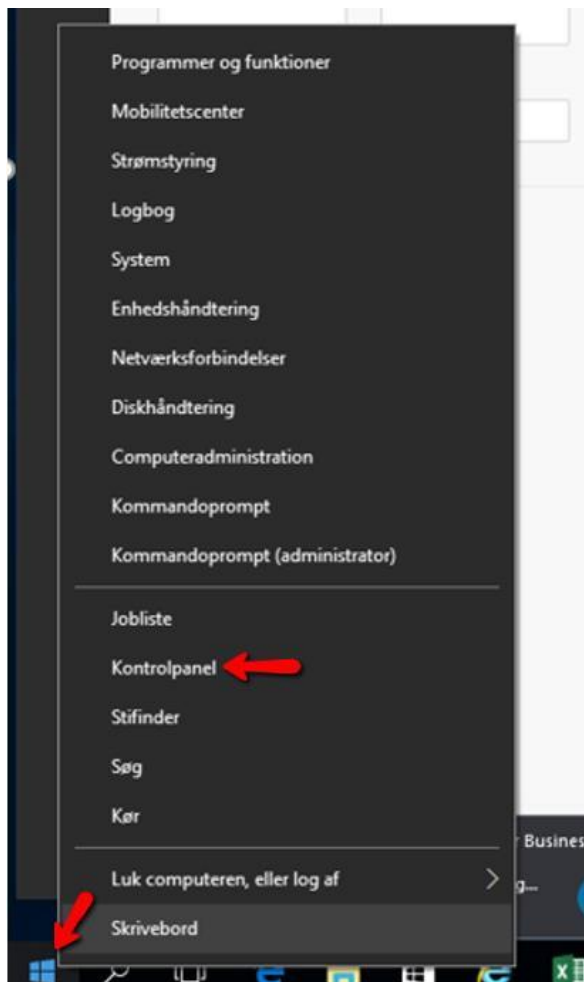 Programmer og funktioner
Mobilitetscenter
Strømstyring
Logbog
System
Enhedshåndtering
Netværksforbindelser
Diskhåndtering
Computeradministration
Kommandoprompt
Kommandoprompt (administrator)
Jobliste
Kontrolpanel
Stifinder
Søg
Kør
Busines
Luk computeren, eller log af
g...
Skrivebord